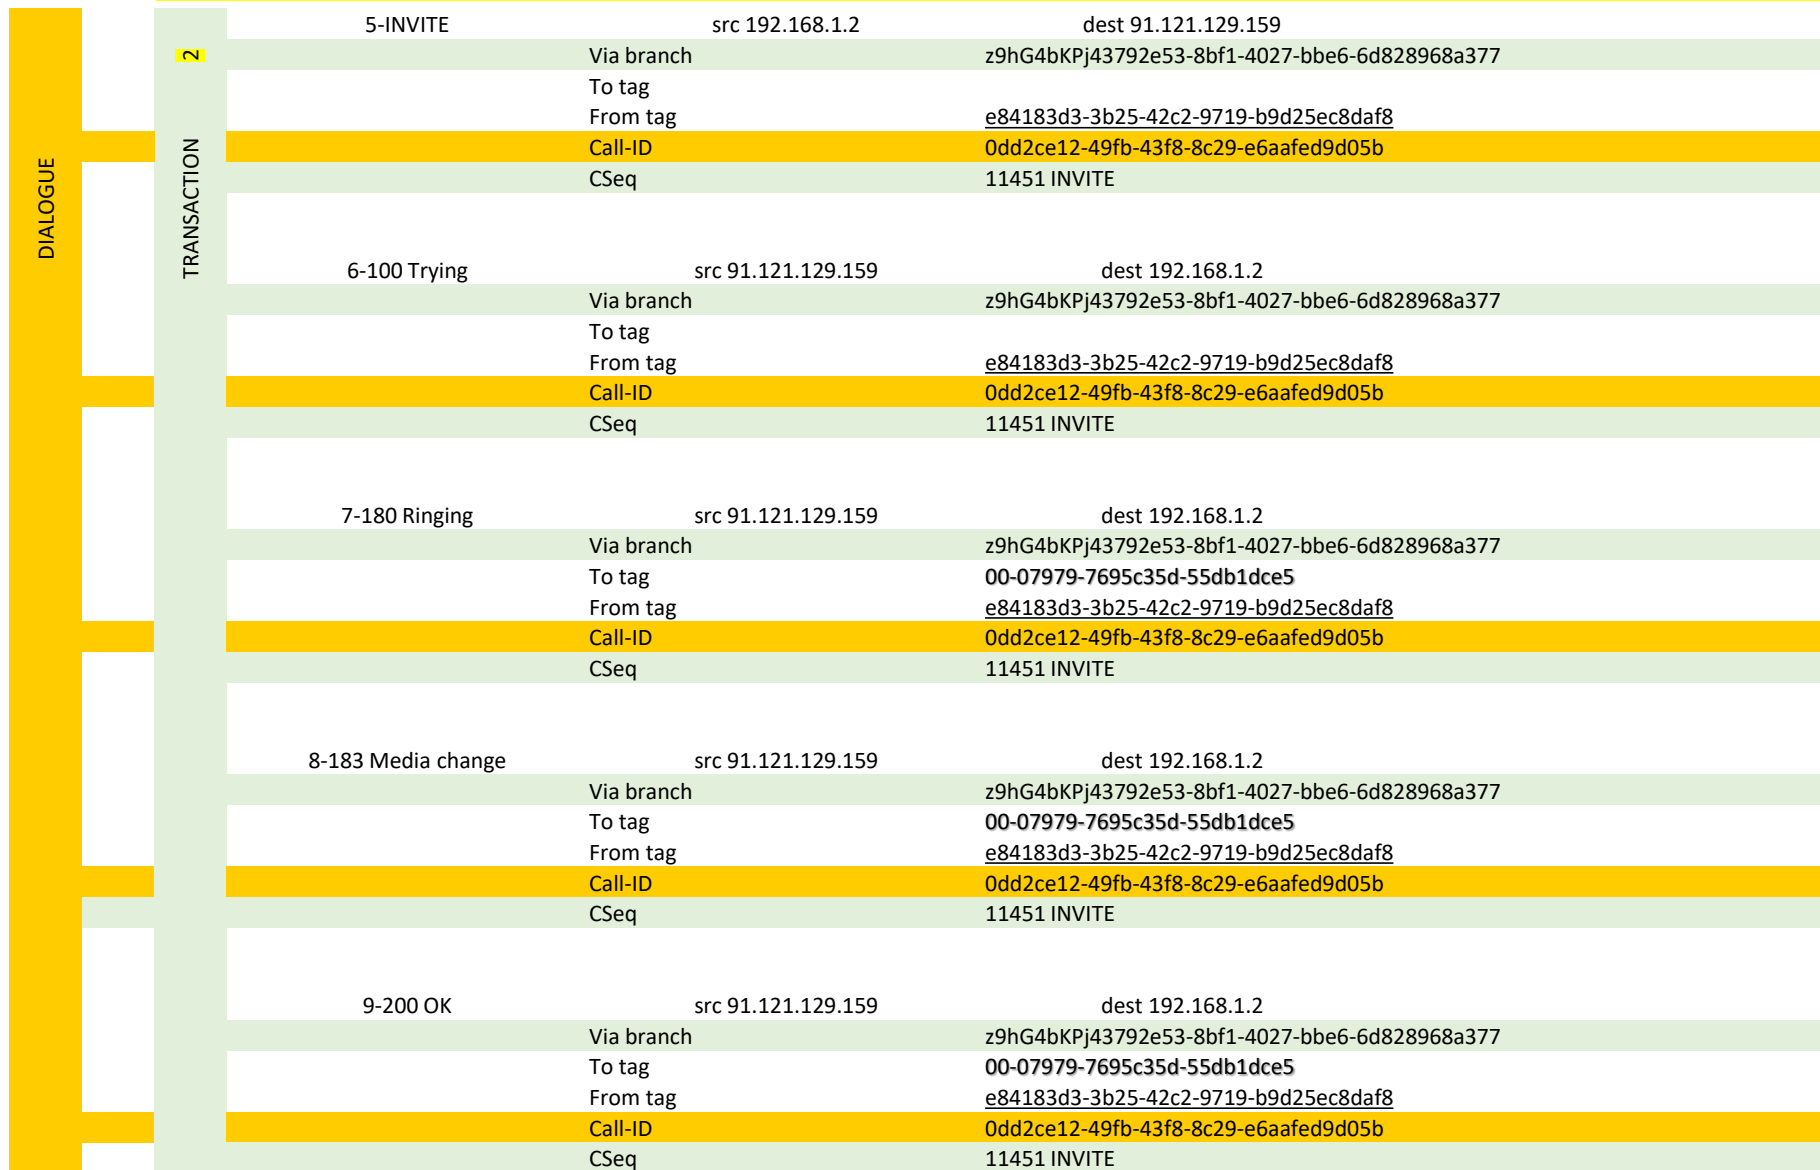 DIALOGUE
TRANSACTION 2
5-INVITE src 192.168.1.2 dest 91.121.129.159
Via branch z9hG4bKPj43792e53-8bf1-4027-bbe6-6d828968a377
To tag
From tag e84183d3-3b25-42c2-9719-b9d25ec8daf8
Call-ID 0dd2ce12-49fb-43f8-8c29-e6aafed9d05b
CSeq 11451 INVITE
6-100 Trying src 91.121.129.159 dest 192.168.1.2
Via branch z9hG4bKPj43792e53-8bf1-4027-bbe6-6d828968a377
To tag
From tag e84183d3-3b25-42c2-9719-b9d25ec8daf8
Call-ID 0dd2ce12-49fb-43f8-8c29-e6aafed9d05b
CSeq 11451 INVITE
7-180 Ringing src 91.121.129.159 dest 192.168.1.2
Via branch z9hG4bKPj43792e53-8bf1-4027-bbe6-6d828968a377
To tag 00-07979-7695c35d-55db1dce5
From tag e84183d3-3b25-42c2-9719-b9d25ec8daf8
Call-ID 0dd2ce12-49fb-43f8-8c29-e6aafed9d05b
CSeq 11451 INVITE
8-183 Media change src 91.121.129.159 dest 192.168.1.2
Via branch z9hG4bKPj43792e53-8bf1-4027-bbe6-6d828968a377
To tag 00-07979-7695c35d-55db1dce5
From tag e84183d3-3b25-42c2-9719-b9d25ec8daf8
Call-ID 0dd2ce12-49fb-43f8-8c29-e6aafed9d05b
CSeq 11451 INVITE
9-200 OK src 91.121.129.159 dest 192.168.1.2
Via branch z9hG4bKPj43792e53-8bf1-4027-bbe6-6d828968a377
To tag 00-07979-7695c35d-55db1dce5
From tag e84183d3-3b25-42c2-9719-b9d25ec8daf8
Call-ID 0dd2ce12-49fb-43f8-8c29-e6aafed9d05b
CSeq 11451 INVITE